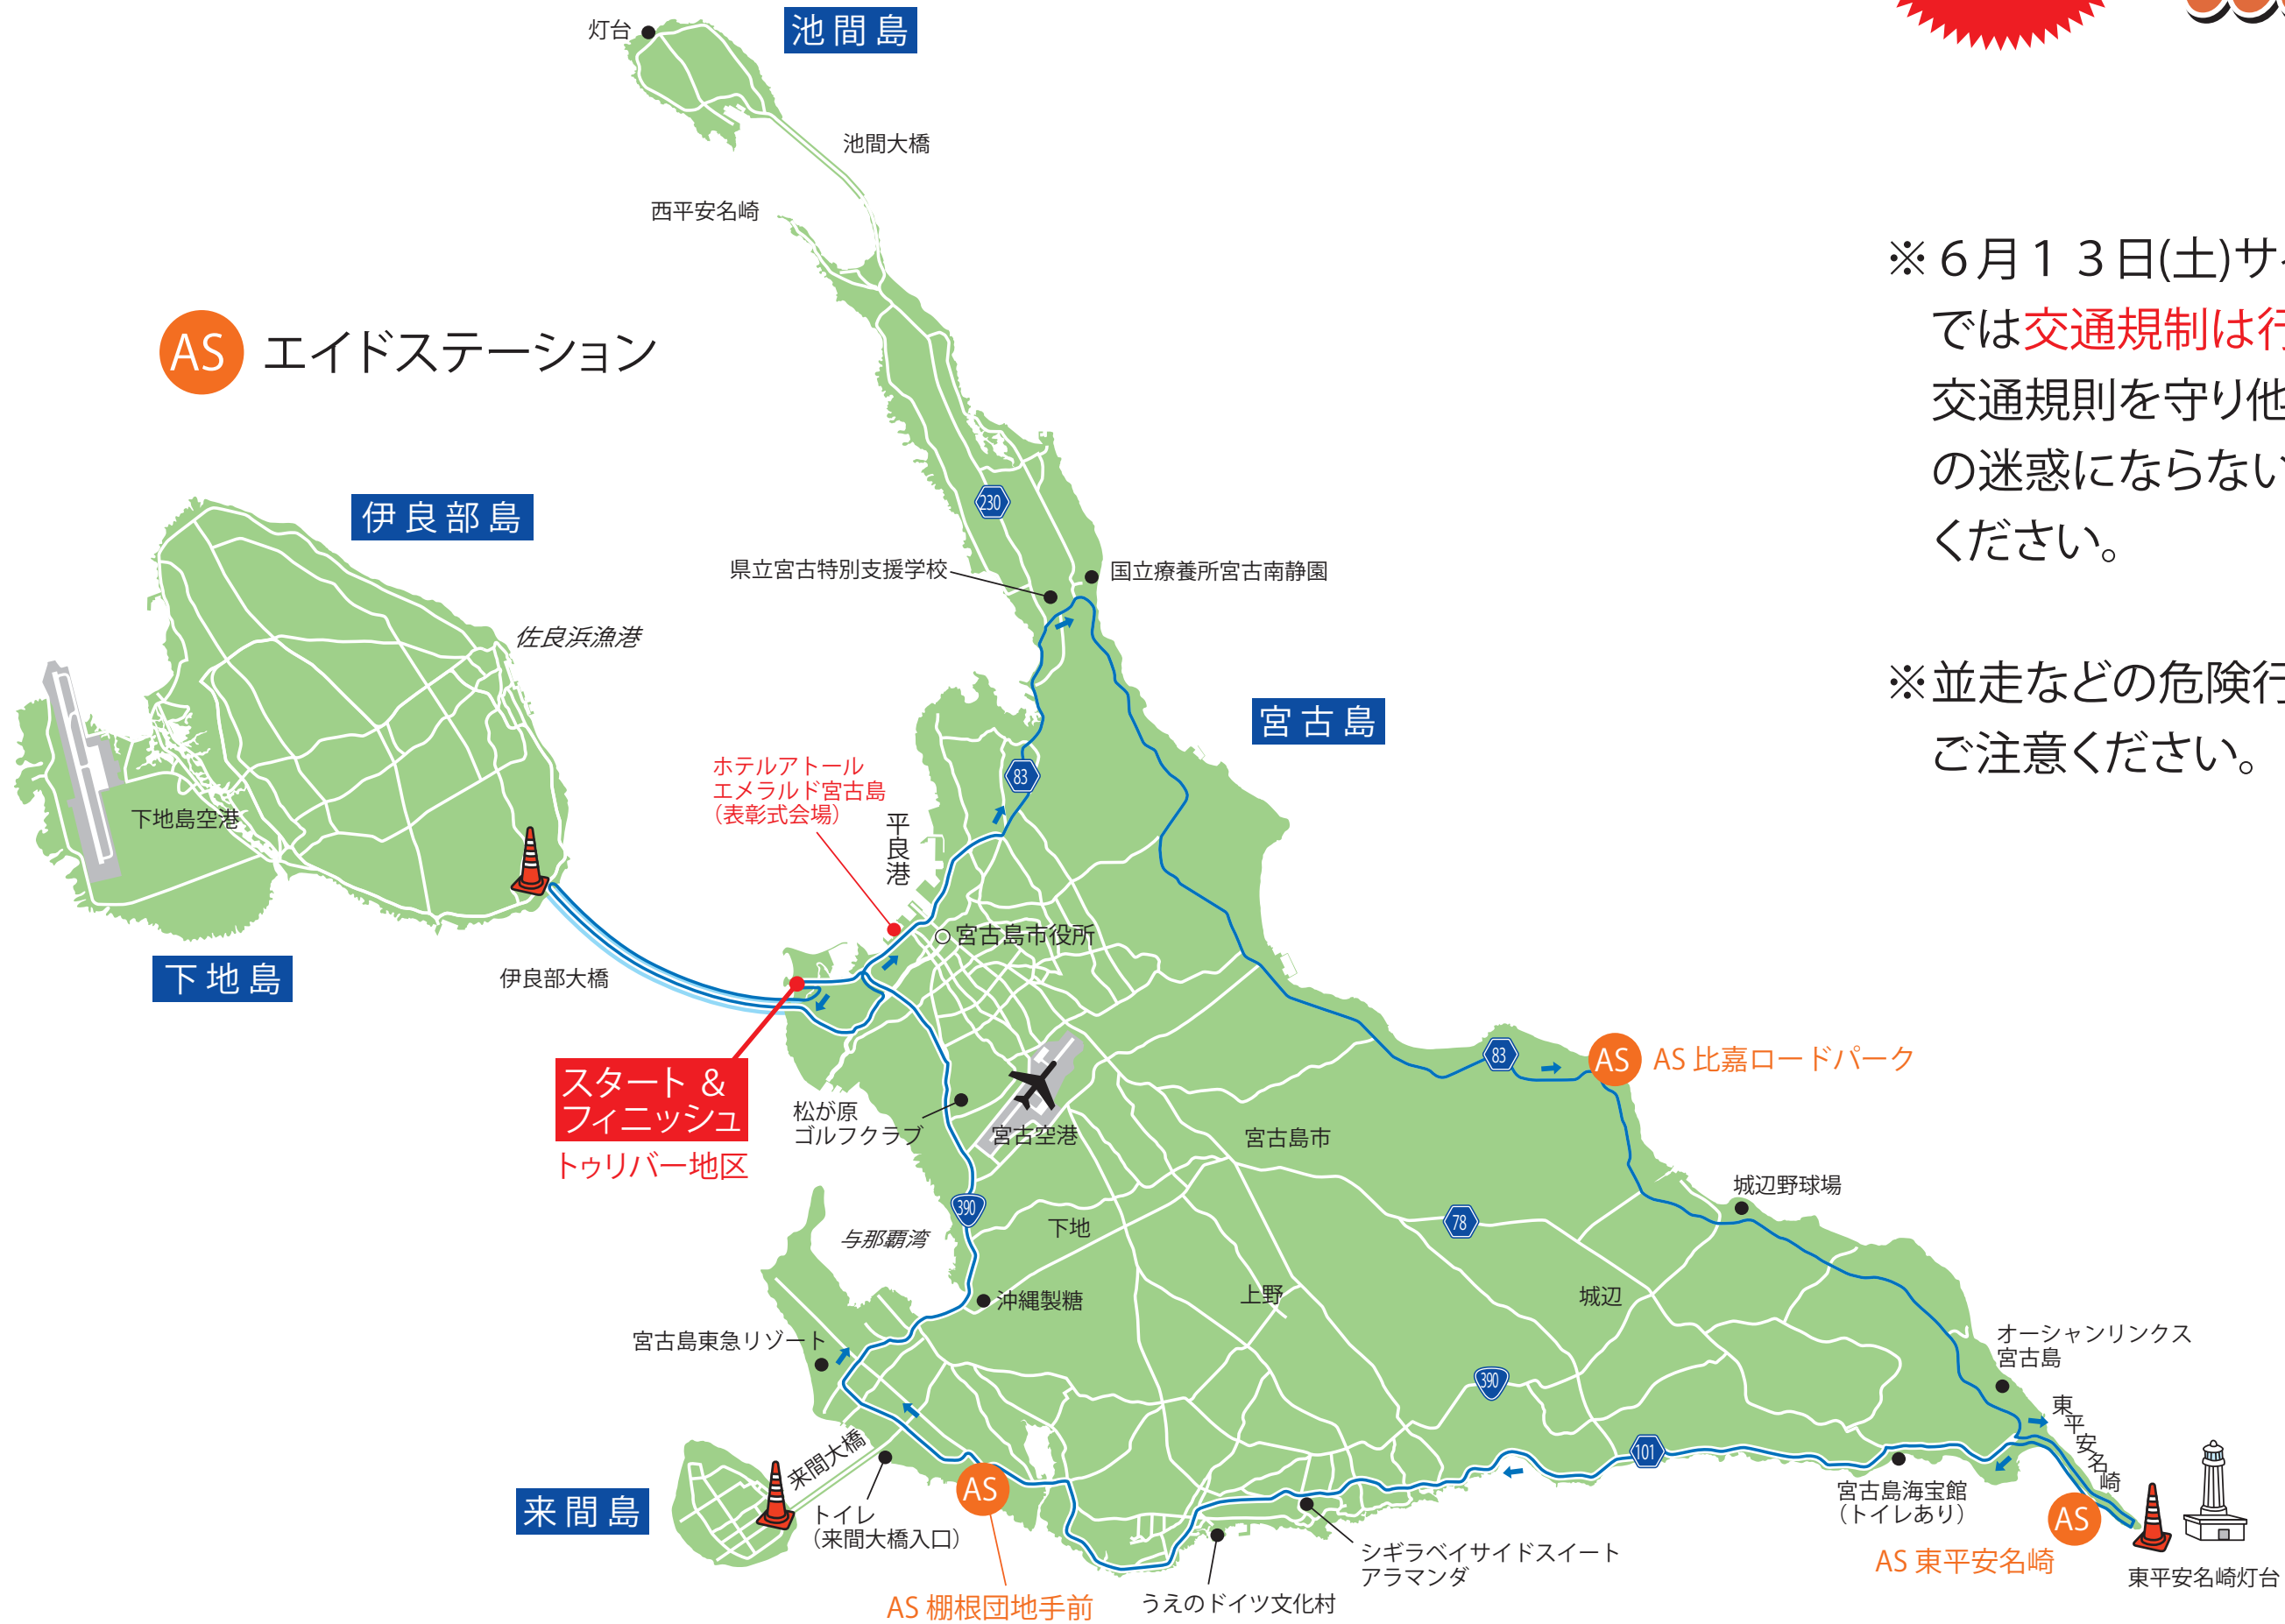 灯台
池間島
池間大橋
西平安名崎
※６月１３日(土)サ
では交通規制は行
交通規則を守り他
の迷惑にならない
ください。
※並走などの危険行
ご注意ください。
AS エイドステーション
伊良部島
佐良浜漁港
230
県立宮古特別支援学校
国立療養所宮古南静園
宮古島
ホテルアトール
エメラルド宮古島
（表彰式会場）
83
平良港
下地島空港
宮古島市役所
下地島
伊良部大橋
スタート &
フィニッシュ
トゥリバー地区
松が原
ゴルフクラブ
宮古空港
宮古島市
83
AS
AS 比嘉ロードパーク
城辺野球場
390
下地
78
与那覇湾
沖縄製糖
上野
城辺
宮古島東急リゾート
オーシャンリンクス
宮古島
390
東平安名崎
101
来間大橋
来間島
トイレ
（来間大橋入口）
AS
AS 棚根団地手前
うえのドイツ文化村
シギラベイサイドスイート
アラマンダ
宮古島海宝館
（トイレあり）
AS
AS 東平安名崎
東平安名崎灯台